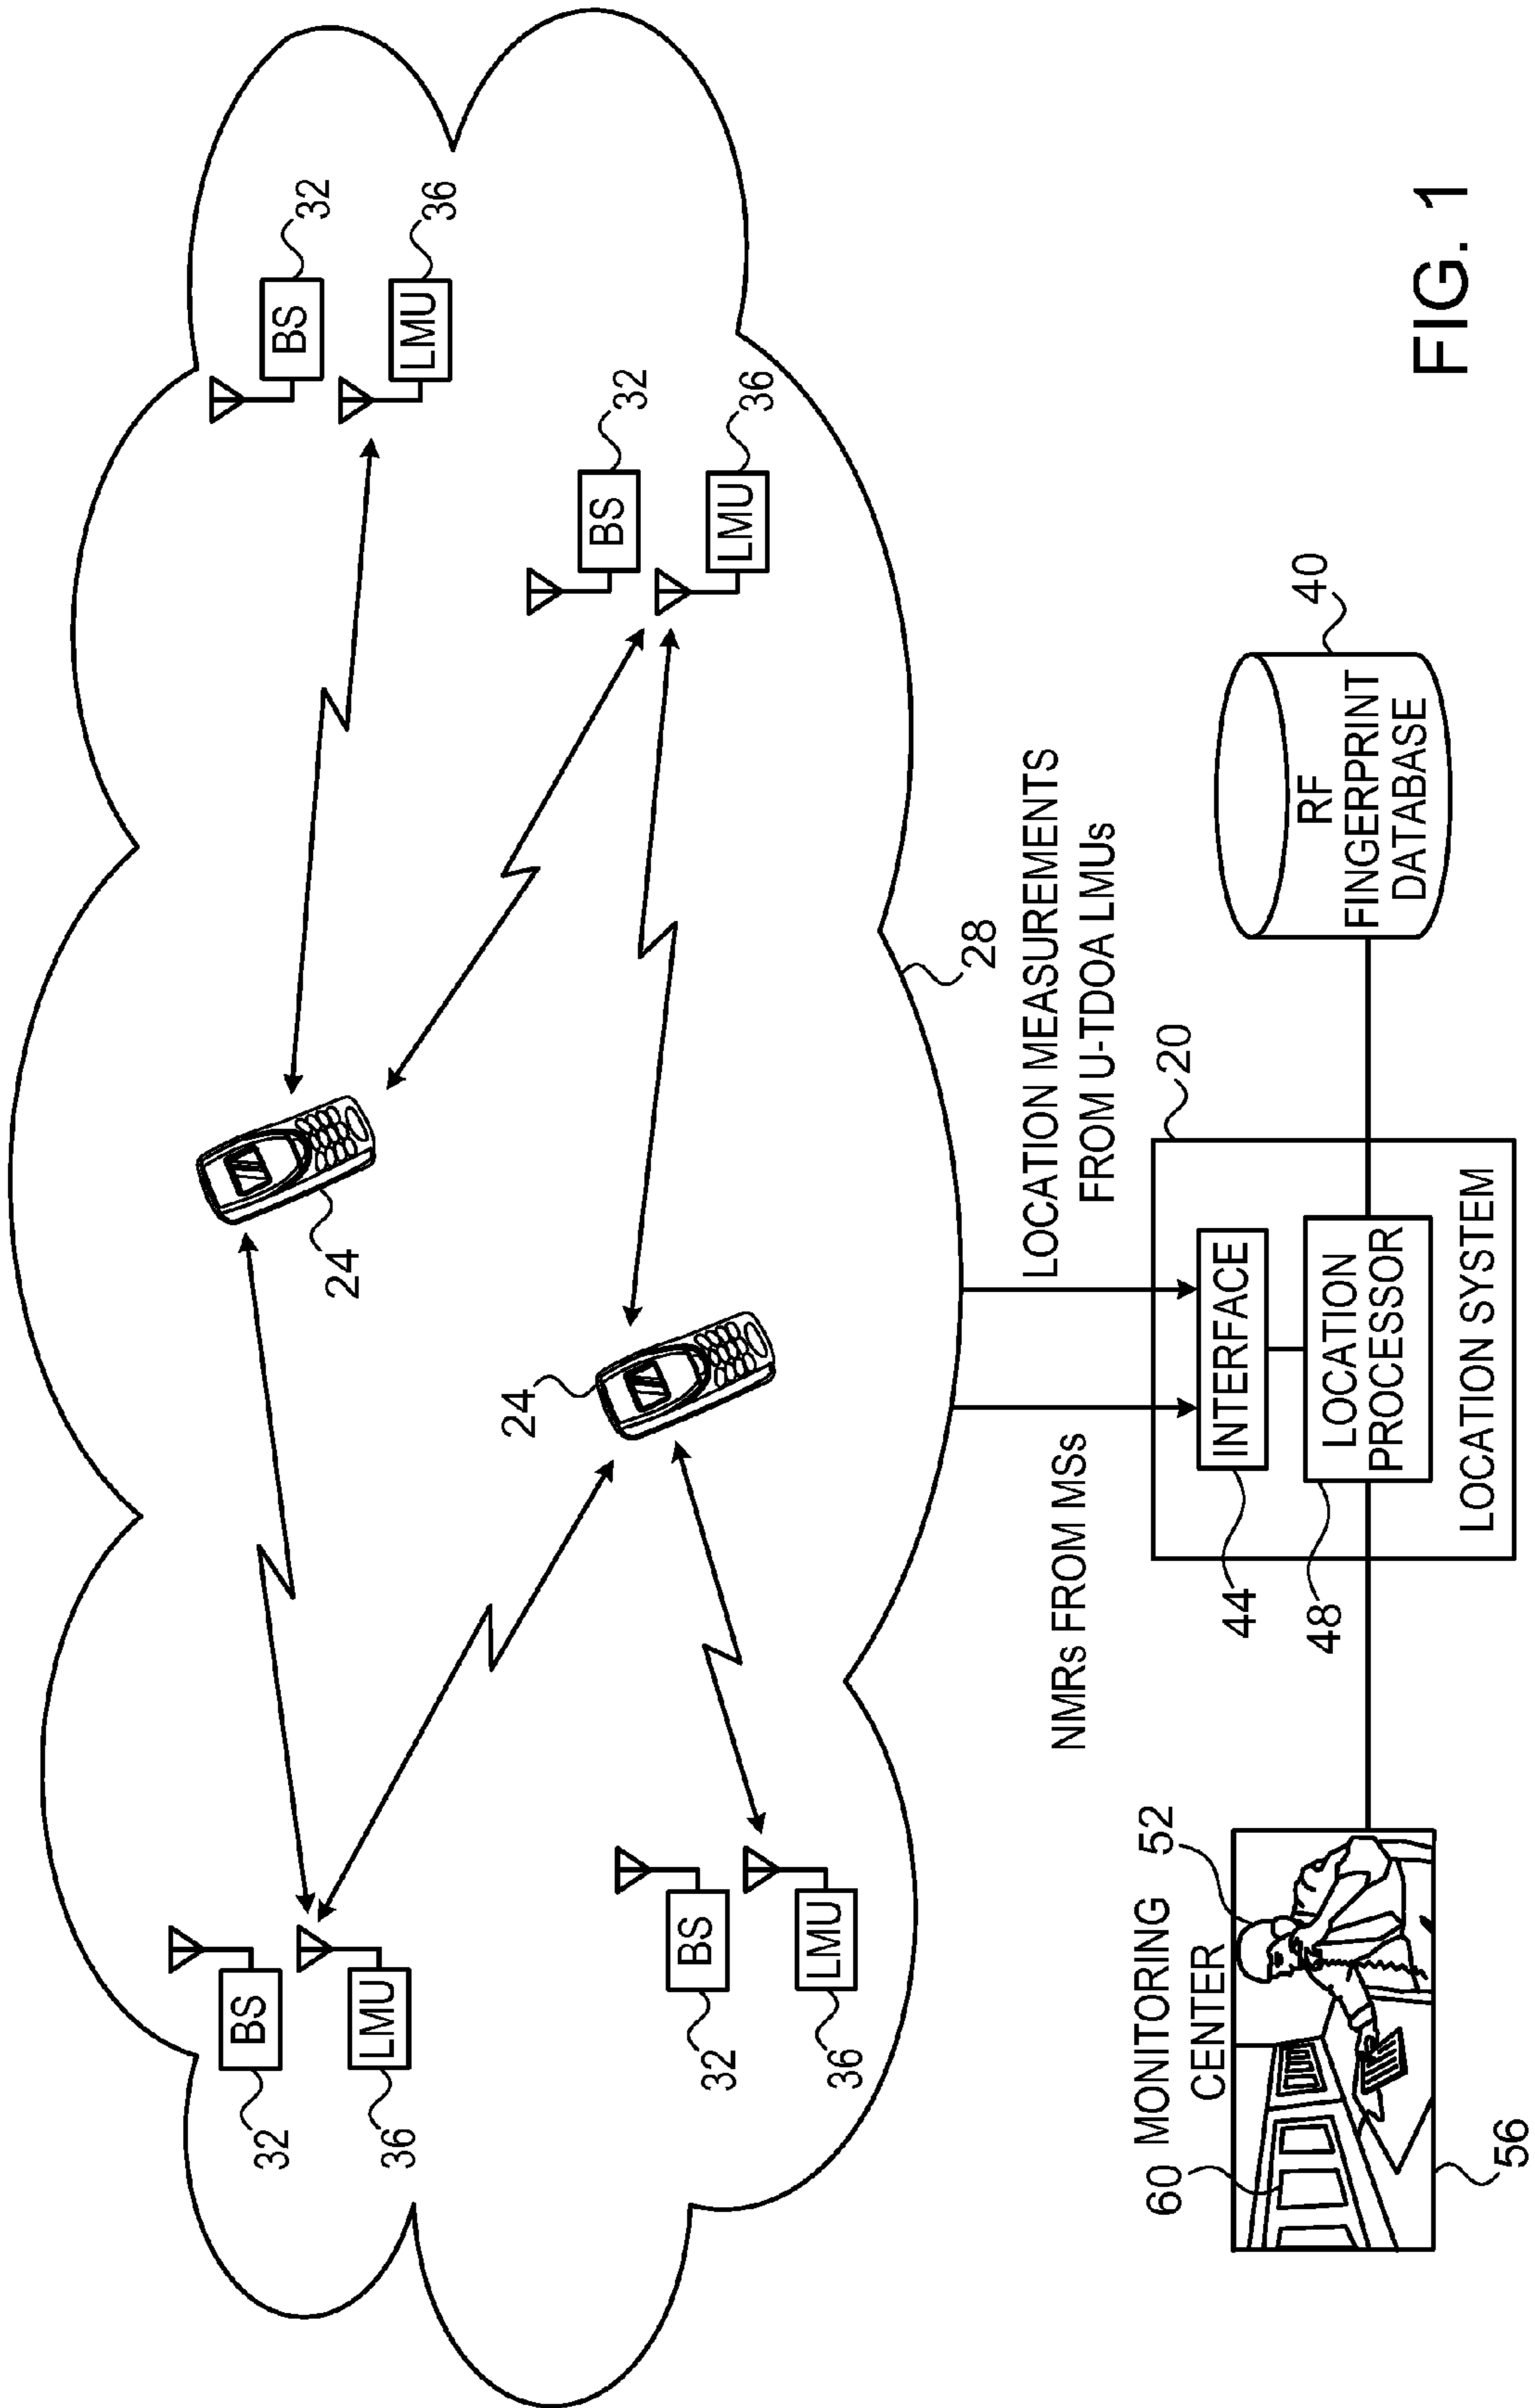 BS
32
LMU
36
BS
32
LMU
36
24
24
BS
32
LMU
36
BS
32
LMU
36
28
NMRs FROM MSs
LOCATION MEASUREMENTS
FROM U-TDOA LMUs
MONITORING
CENTER
52
60
56
20
44
INTERFACE
48
LOCATION
PROCESSOR
LOCATION SYSTEM
RF
FINGERPRINT
DATABASE
40
FIG. 1